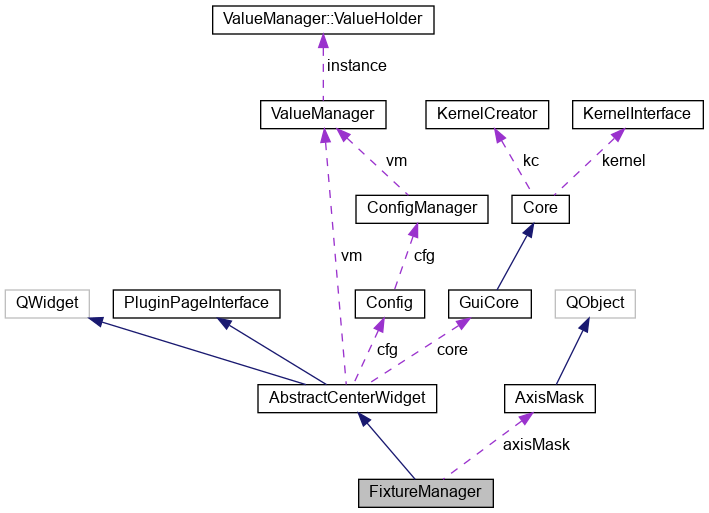 ValueManager::ValueHolder
instance
ValueManager
KernelCreator
KernelInterface
vm
kc
kernel
ConfigManager
Core
vm
cfg
QWidget
PluginPageInterface
Config
GuiCore
QObject
cfg
core
AbstractCenterWidget
AxisMask
axisMask
FixtureManager